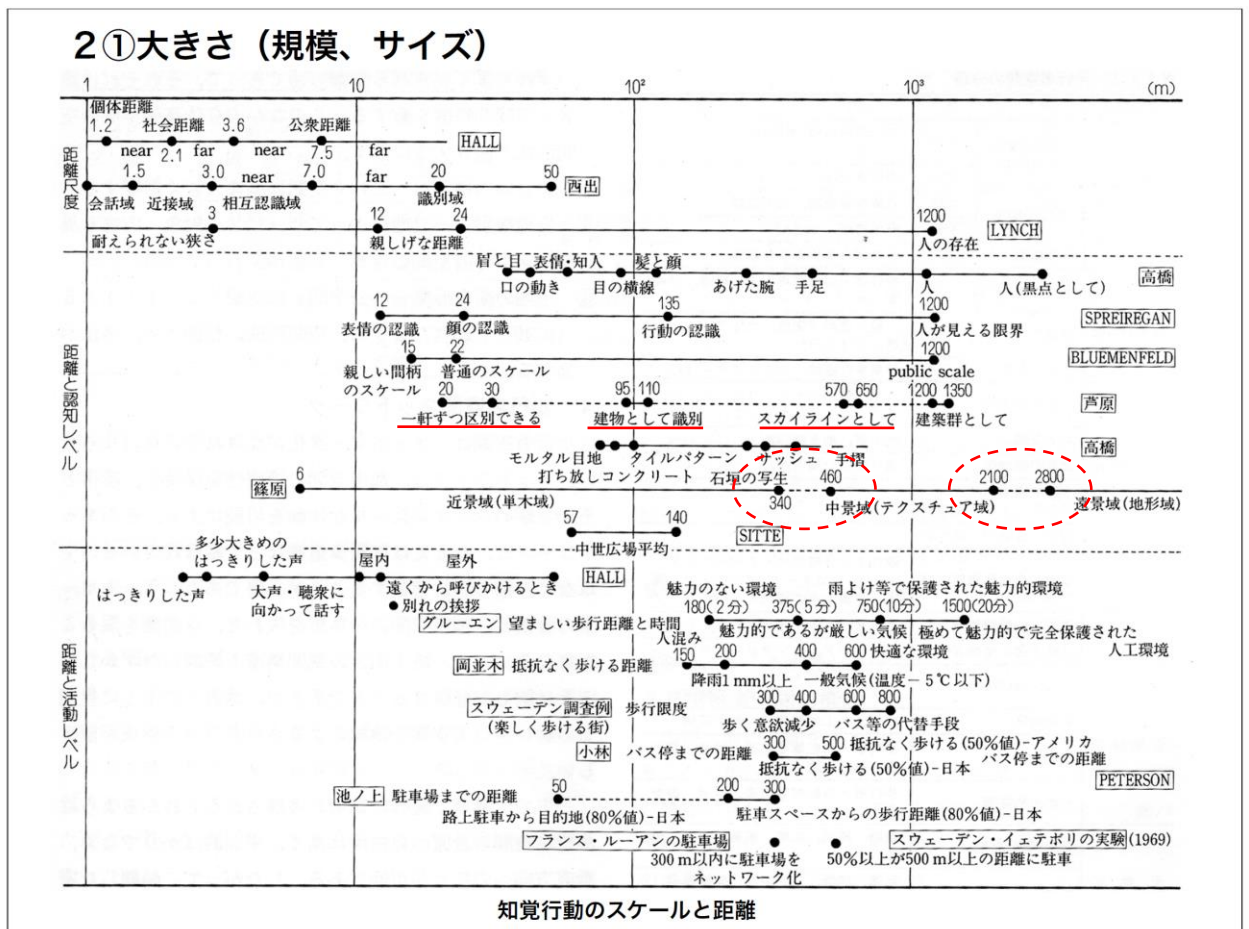 2①大きさ（規模、サイズ）
1 10 10² 10³ (m)
個体距離
1.2 社会距離 3.6 公衆距離
near 2.1 far near 7.5 far HALL
距離尺度
1.5 3.0 near 7.0 far 20 50 西出
会話域 近接域 相互認識域 識別域
3 12 24 1200 LYNCH
耐えられない狭さ 親しげな距離 人の存在
眉と目 表情・知人 髪と顔 高橋
口の動き 目の横線 あげた腕 手足 人 人(黒点として)
12 24 135 1200 SPREIREGAN
表情の認識 顔の認識 行動の認識 人が見える限界
距離と認知レベル
15 22 1200 BLUEMENFELD
親しい間柄のスケール 普通のスケール public scale
20 30 95 110 570 650 1200 1350 芦原
一軒ずつ区別できる 建物として識別 スカイラインとして 建築群として
高橋
モルタル目地 タイルパターン サッシュ 手摺
打ち放しコンクリート 石垣の写生
篠原 6 340 460 2100 2800
近景域(単木域) 中景域(テクスチュア域) 遠景域(地形域)
57 140 SITTE
中世広場平均
距離と活動レベル
多少大きめの
はっきりした声 屋内 屋外 HALL
はっきりした声 大声・聴衆に
向かって話す 遠くから呼びかけるとき
別れの挨拶
魅力のない環境 雨よけ等で保護された魅力的環境
180(2分) 375(5分) 750(10分) 1500(20分)
グルーエン 望ましい歩行距離と時間 魅力的であるが厳しい気候 極めて魅力的で完全保護された
人工環境
人混み
岡並木 抵抗なく歩ける距離 150 200 400 600 快適な環境
降雨1mm以上 一般気候(温度−5℃以下)
スウェーデン調査例 歩行限度 300 400 600 800
(楽しく歩ける街) 歩く意欲減少 バス等の代替手段
小林 バス停までの距離 300 500 抵抗なく歩ける(50%値)-アメリカ
バス停までの距離
抵抗なく歩ける(50%値)-日本 PETERSON
池ノ上 駐車場までの距離 50 200 300
路上駐車から目的地(80%値)-日本 駐車スペースからの歩行距離(80%値)-日本
フランス・ルーアンの駐車場 スウェーデン・イェテボリの実験(1969)
300m以内に駐車場を
ネットワーク化 50%以上が500m以上の距離に駐車
知覚行動のスケールと距離